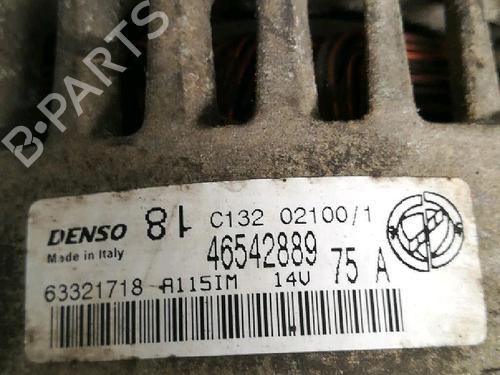 B-PARTS
DENSO 81 C132 02100/1
Made in Italy 46542889 75 A
63321718 A115IM 14V